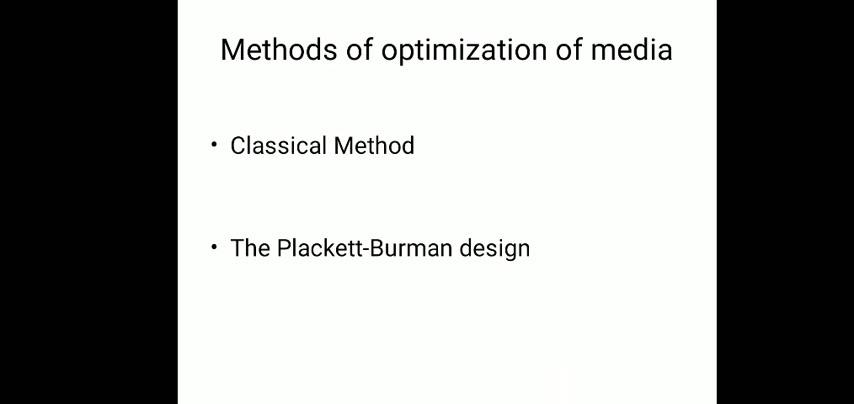 Methods of optimization of media
• Classical Method
• The Plackett-Burman design